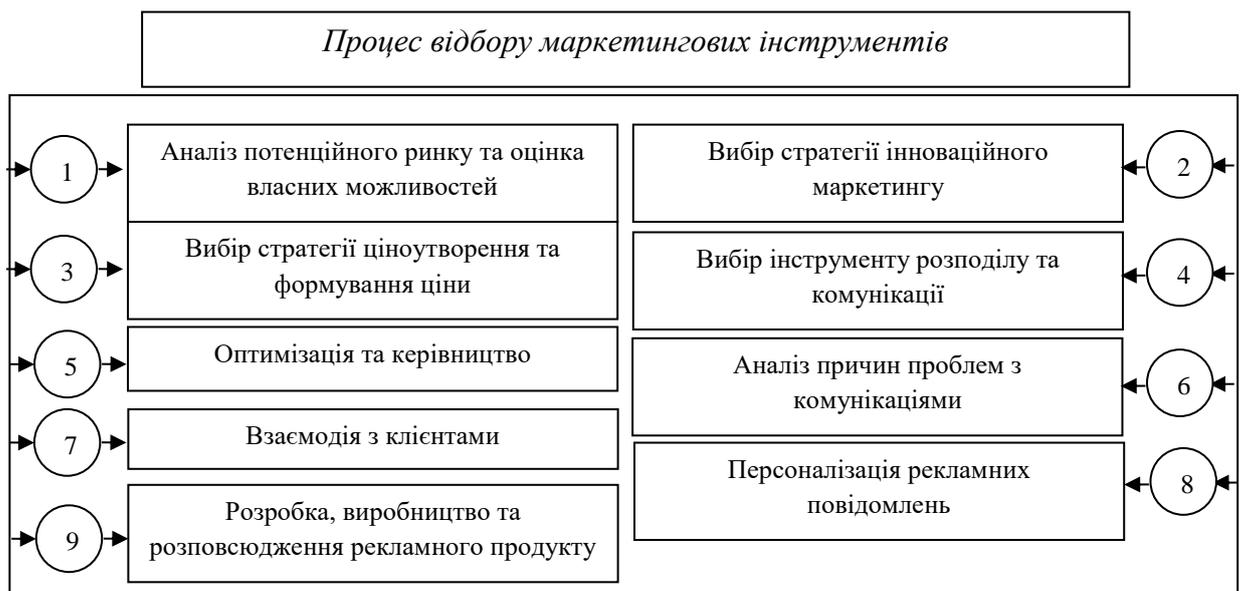 Процес відбору маркетингових інструментів
1
Аналіз потенційного ринку та оцінка
власних можливостей
Вибір стратегії інноваційного
маркетингу
2
3
Вибір стратегії ціноутворення та
формування ціни
Вибір інструменту розподілу та
комунікації
4
5
Оптимізація та керівництво
Аналіз причин проблем з
комунікаціями
6
7
Взаємодія з клієнтами
Персоналізація рекламних
повідомлень
8
9
Розробка, виробництво та
розповсюдження рекламного продукту